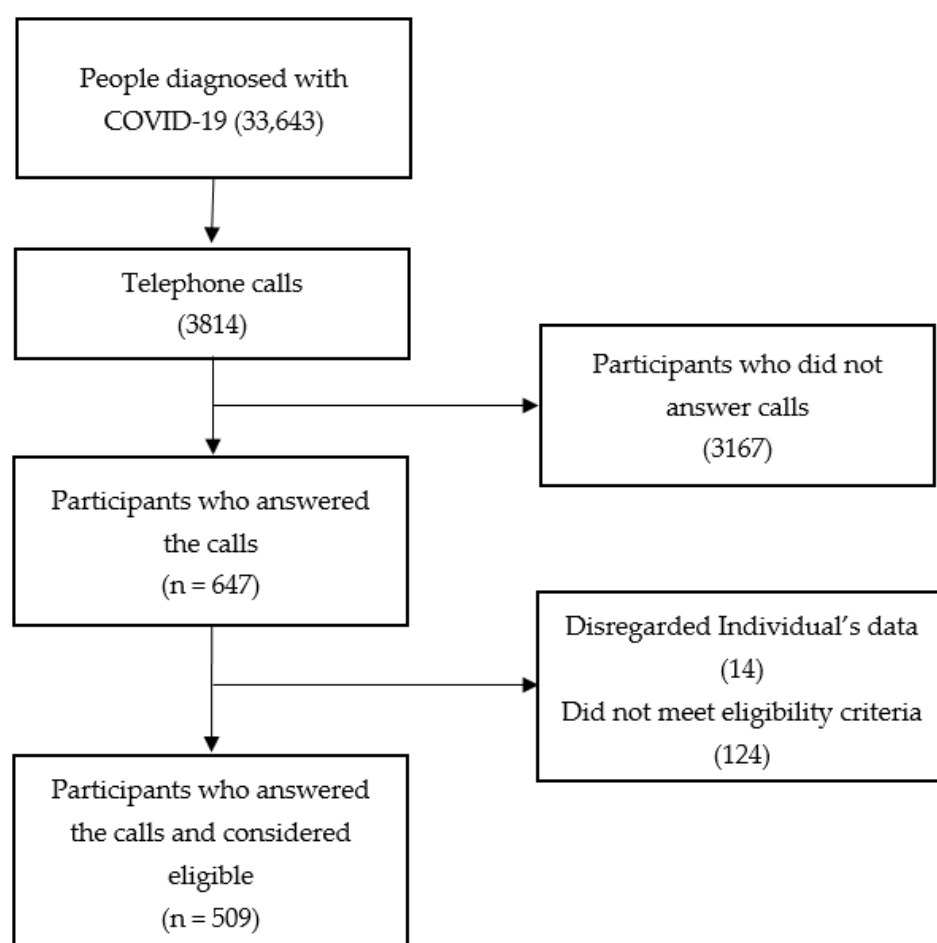 People diagnosed with
COVID-19 (33,643)
Telephone calls
(3814)
Participants who did not
answer calls
(3167)
Participants who answered
the calls
(n = 647)
Disregarded Individual’s data
(14)
Did not meet eligibility criteria
(124)
Participants who answered
the calls and considered
eligible
(n = 509)